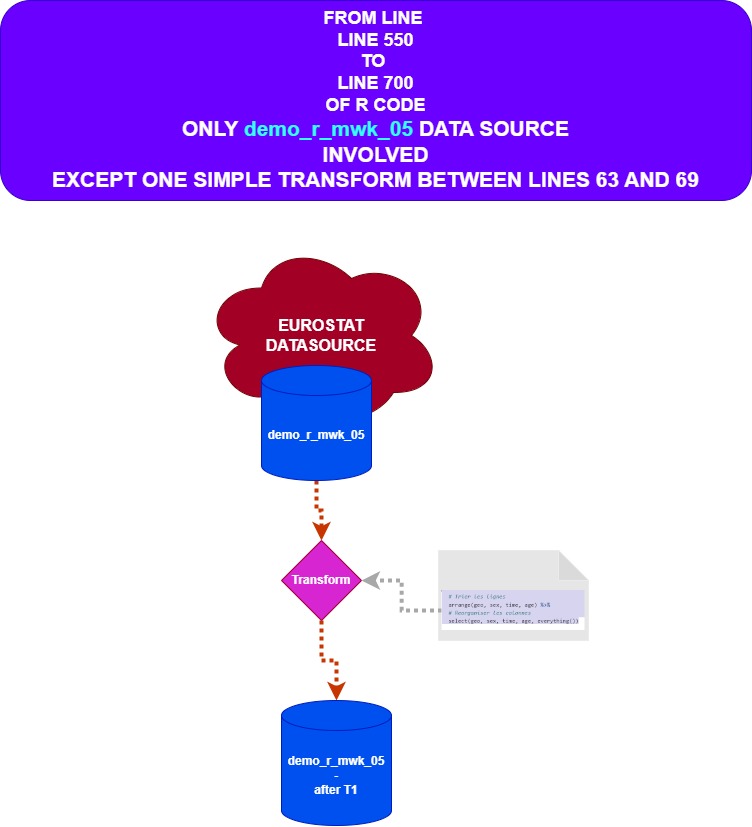 FROM LINE
LINE 550
TO
LINE 700
OF R CODE
ONLY demo_r_mwk_05 DATA SOURCE
INVOLVED
EXCEPT ONE SIMPLE TRANSFORM BETWEEN LINES 63 AND 69
EUROSTAT
DATASOURCE
demo_r_mwk_05
Transform
# Trier les lignes
arrange(geo, sex, time, age) %>%
# Reorganiser les colonnes
select(geo, sex, time, age, everything())
demo_r_mwk_05
-
after T1